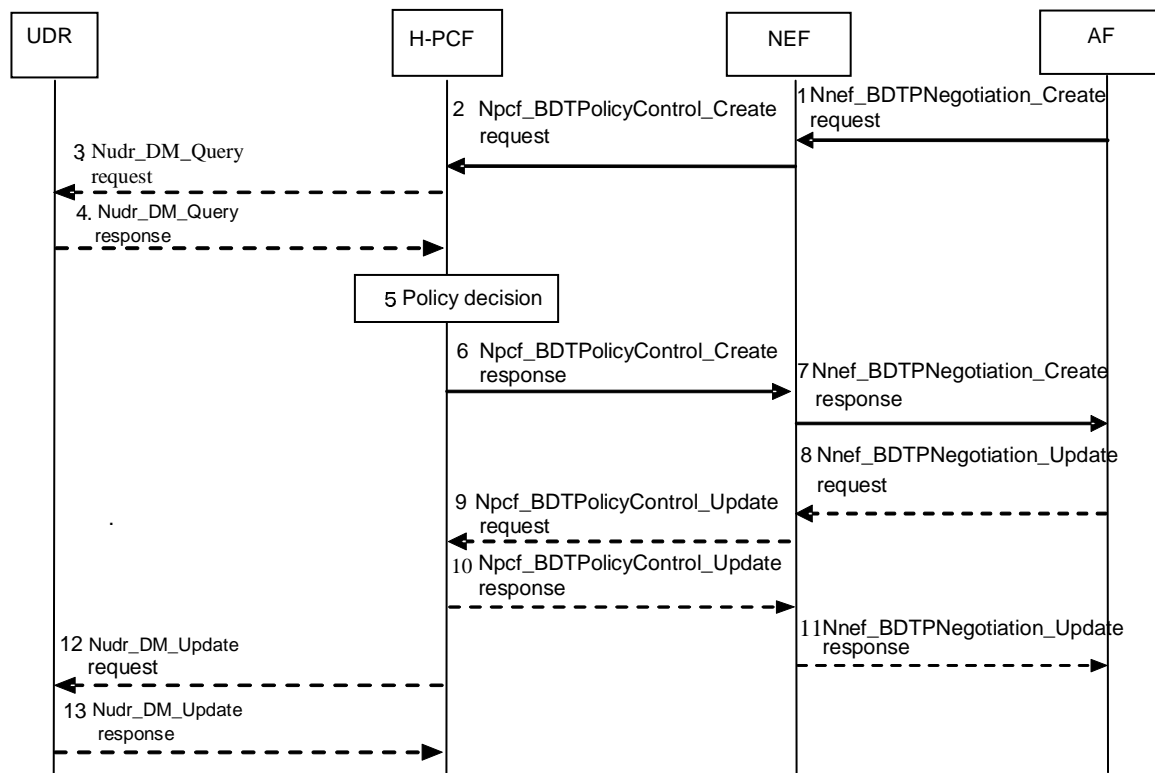 UDR
H-PCF
NEF
AF
1 Nnef_BDTPNegotiation_Create
request
2 Npcf_BDTPolicyControl_Create
request
3. Nudr_DM_Query
request
4. Nudr_DM_Query
response
5 Policy decision
6 Npcf_BDTPolicyControl_Create
response
7 Nnef_BDTPNegotiation_Create
response
8 Nnef_BDTPNegotiation_Update
request
9 Npcf_BDTPolicyControl_Update
request
.
10 Npcf_BDTPolicyControl_Update
response
11 Nnef_BDTPNegotiation_Update
response
12 Nudr_DM_Update
request
13 Nudr_DM_Update
response